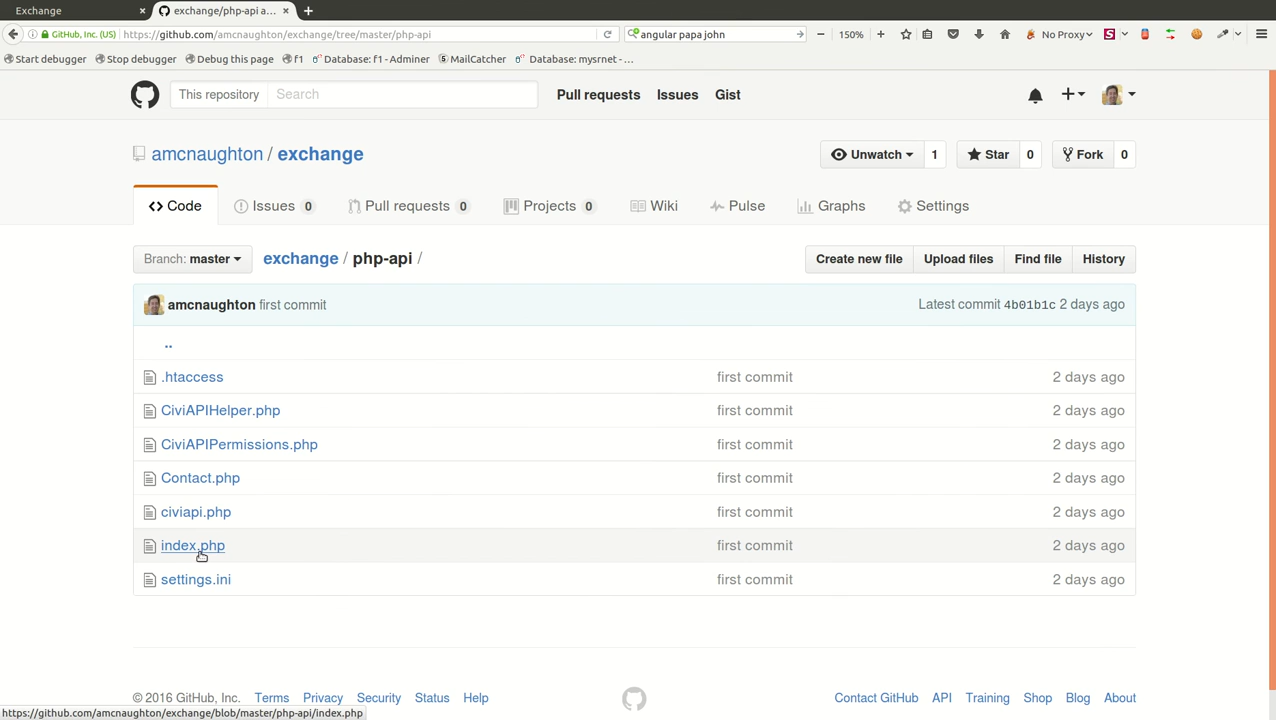 Exchange
exchange/php-api a...
GitHub, Inc. (US)
https://github.com/amcnaughton/exchange/tree/master/php-api
angular papa john
150%
No Proxy
S
Start debugger
Stop debugger
Debug this page
f1
Database: f1 - Adminer
MailCatcher
Database: mysrnet - ...
This repository
Search
Pull requests
Issues
Gist
amcnaughton / exchange
Unwatch
1
Star
0
Fork
0
Code
Issues 0
Pull requests 0
Projects 0
Wiki
Pulse
Graphs
Settings
Branch: master
exchange / php-api /
Create new file
Upload files
Find file
History
amcnaughton first commit
Latest commit 4b01b1c 2 days ago
..
.htaccess first commit 2 days ago
CiviAPIHelper.php first commit 2 days ago
CiviAPIPermissions.php first commit 2 days ago
Contact.php first commit 2 days ago
civiapi.php first commit 2 days ago
index.php first commit 2 days ago
settings.ini first commit 2 days ago
© 2016 GitHub, Inc.
Terms
Privacy
Security
Status
Help
Contact GitHub
API
Training
Shop
Blog
About
https://github.com/amcnaughton/exchange/blob/master/php-api/index.php